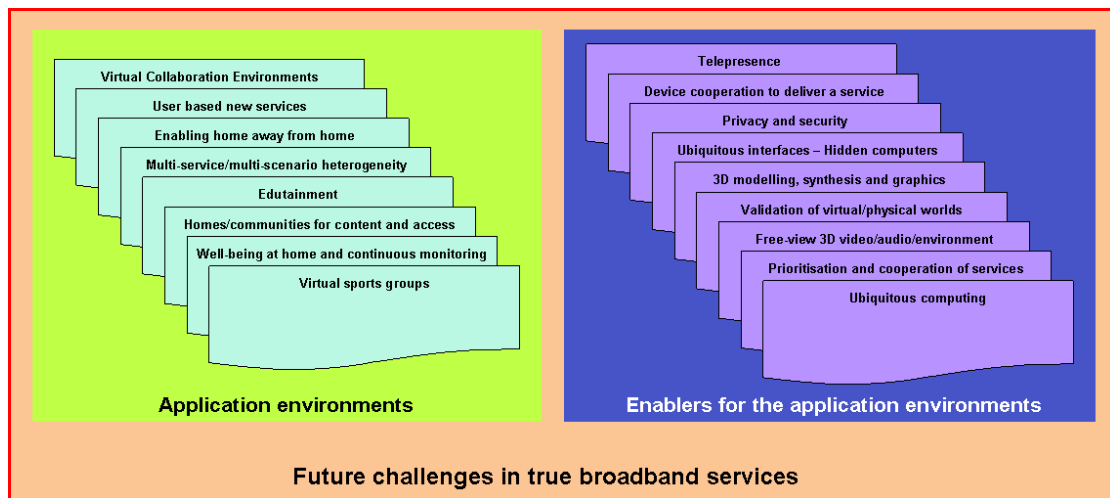 Virtual Collaboration Environments
User based new services
Enabling home away from home
Multi-service/multi-scenario heterogeneity
Edutainment
Homes/communities for content and access
Well-being at home and continuous monitoring
Virtual sports groups
Application environments
Telepresence
Device cooperation to deliver a service
Privacy and security
Ubiquitous interfaces – Hidden computers
3D modelling, synthesis and graphics
Validation of virtual/physical worlds
Free-view 3D video/audio/environment
Prioritisation and cooperation of services
Ubiquitous computing
Enablers for the application environments
Future challenges in true broadband services